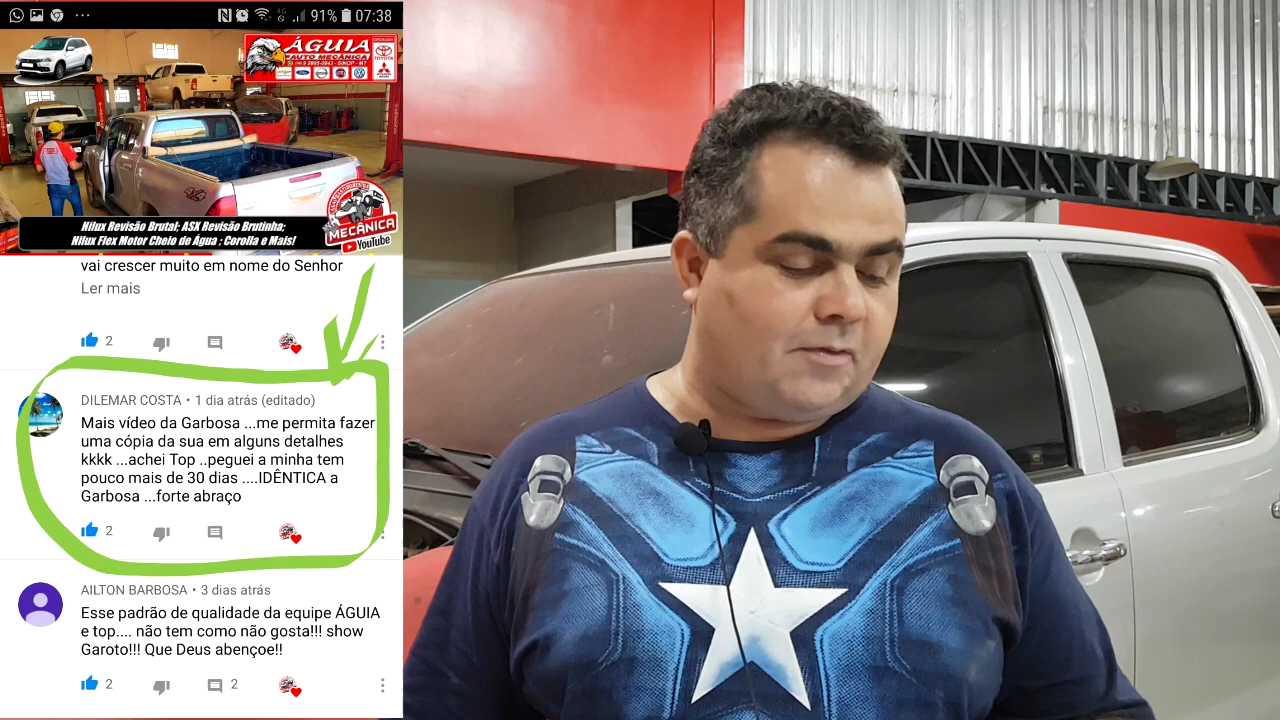 91% 07:38
ÁGUIA
AUTO MECÂNICA
4x4
MECÂNICA
YouTube
Hilux Revisão Brutal; ASX Revisão Brutinha;
Hilux Flex Motor Cheio de Água ; Corolla e Mais!
vai crescer muito em nome do Senhor
Ler mais
2
DILEMAR COSTA • 1 dia atrás (editado)
Mais vídeo da Garbosa ...me permita fazer
uma cópia da sua em alguns detalhes
kkkk ...achei Top ..peguei a minha tem
pouco mais de 30 dias ....IDÊNTICA a
Garbosa ...forte abraço
2
AILTON BARBOSA • 3 dias atrás
Esse padrão de qualidade da equipe ÁGUIA
e top.... não tem como não gosta!!! show
Garoto!!! Que Deus abençoe!!
2 2